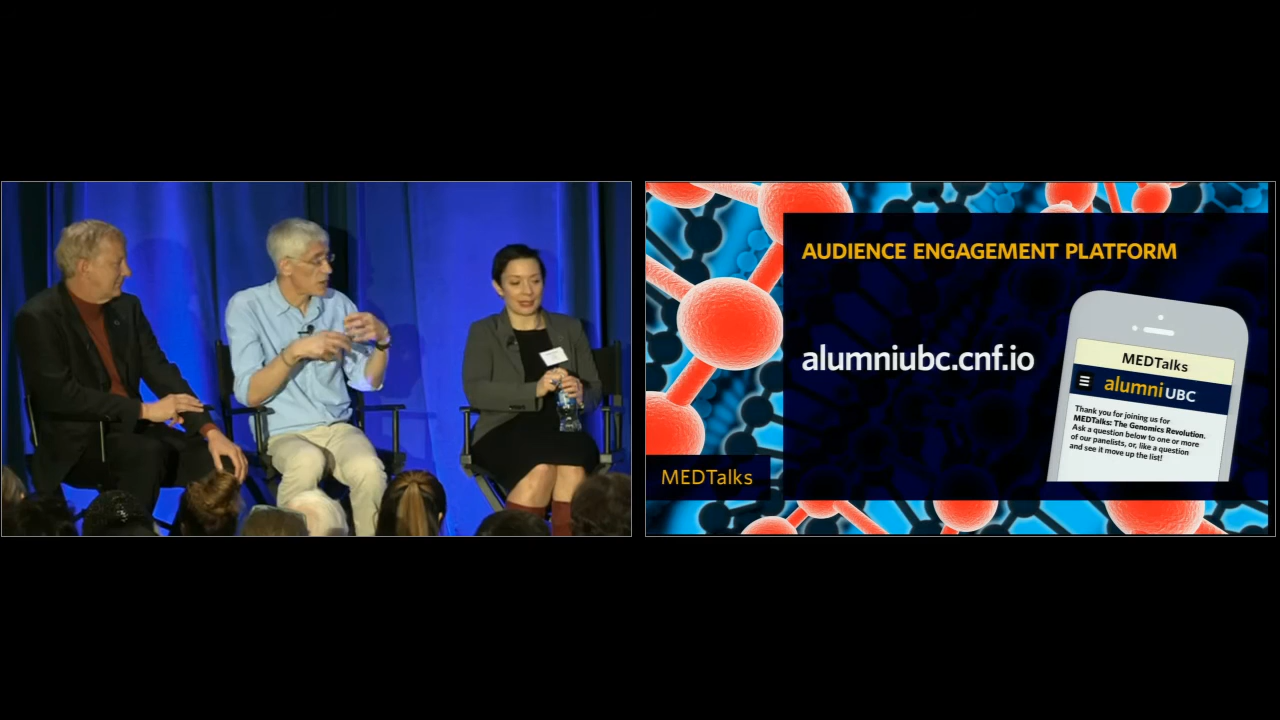 AUDIENCE ENGAGEMENT PLATFORM
alumniubc.cnf.io
MEDTalks
alumni UBC
Thank you for joining us for
MEDTalks: The Genomics Revolution.
Ask a question below to one or more
of our panelists, or, like a question
and see it move up the list!
MEDTalks